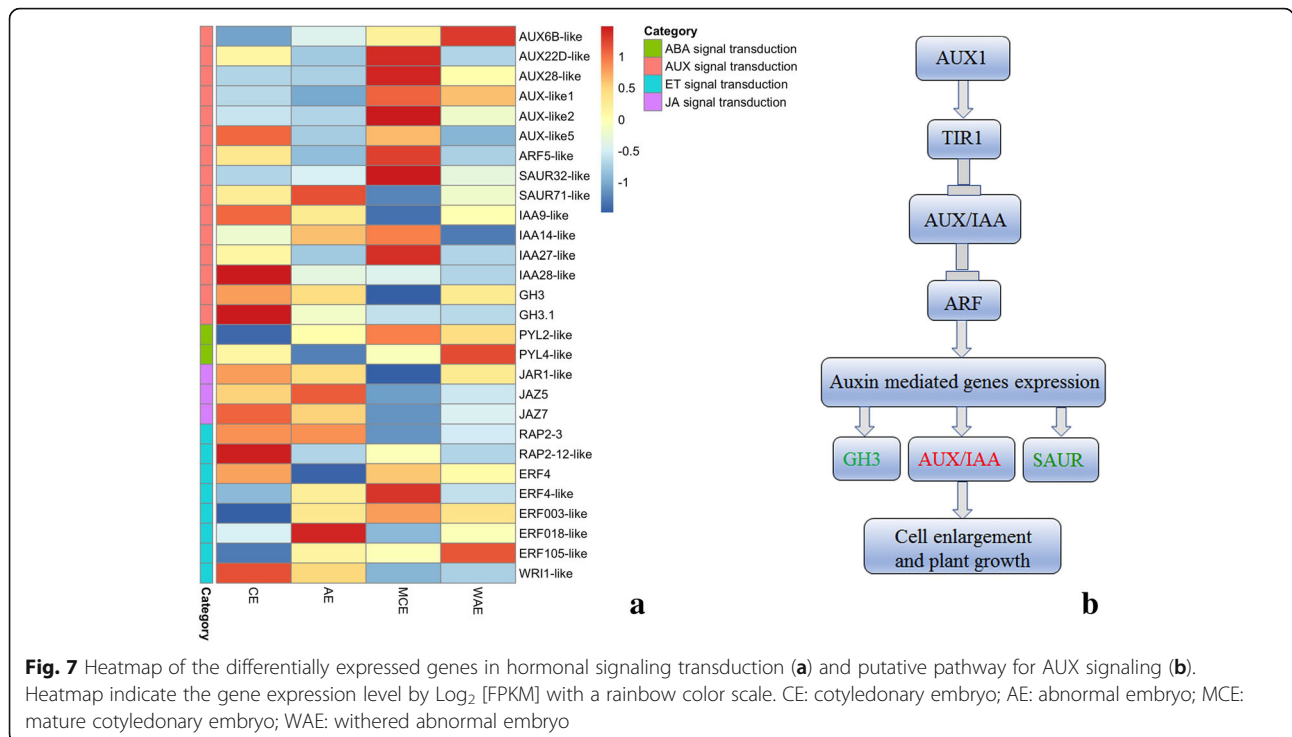 AUX6B-like
AUX22D-like
AUX28-like
AUX-like1
AUX-like2
AUX-like5
ARF5-like
SAUR32-like
SAUR71-like
IAA9-like
IAA14-like
IAA27-like
IAA28-like
GH3
GH3.1
PYL2-like
PYL4-like
JAR1-like
JAZ5
JAZ7
RAP2-3
RAP2-12-like
ERF4
ERF4-like
ERF003-like
ERF018-like
ERF105-like
WRI1-like
Category
CE
AE
MCE
WAE
1
0.5
0
-0.5
-1
Category
ABA signal transduction
AUX signal transduction
ET signal transduction
JA signal transduction
a
AUX1
TIR1
AUX/IAA
ARF
Auxin mediated genes expression
GH3 AUX/IAA SAUR
Cell enlargement
and plant growth
b
Fig. 7 Heatmap of the differentially expressed genes in hormonal signaling transduction (a) and putative pathway for AUX signaling (b).
Heatmap indicate the gene expression level by Log₂ [FPKM] with a rainbow color scale. CE: cotyledonary embryo; AE: abnormal embryo; MCE:
mature cotyledonary embryo; WAE: withered abnormal embryo